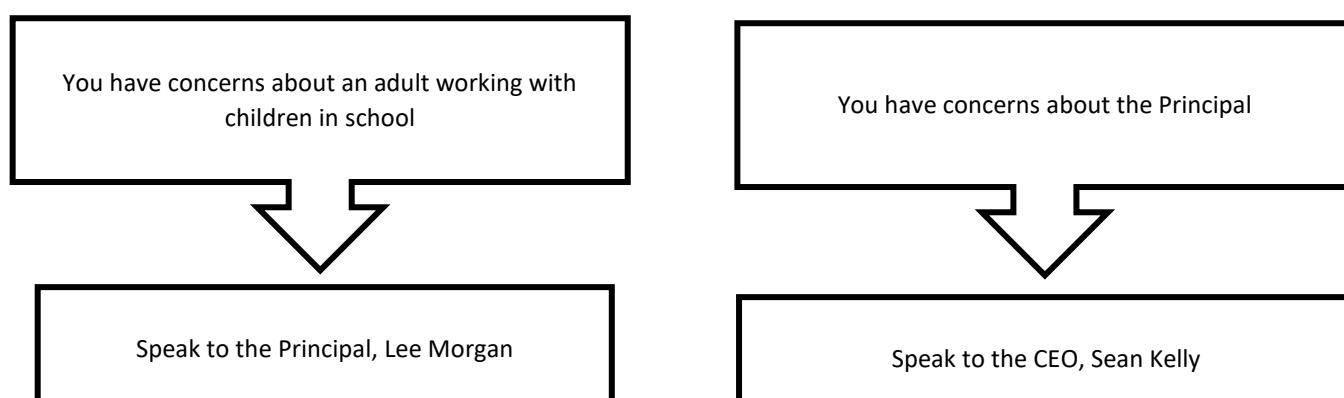 You have concerns about an adult working with
children in school
You have concerns about the Principal
Speak to the Principal, Lee Morgan
Speak to the CEO, Sean Kelly